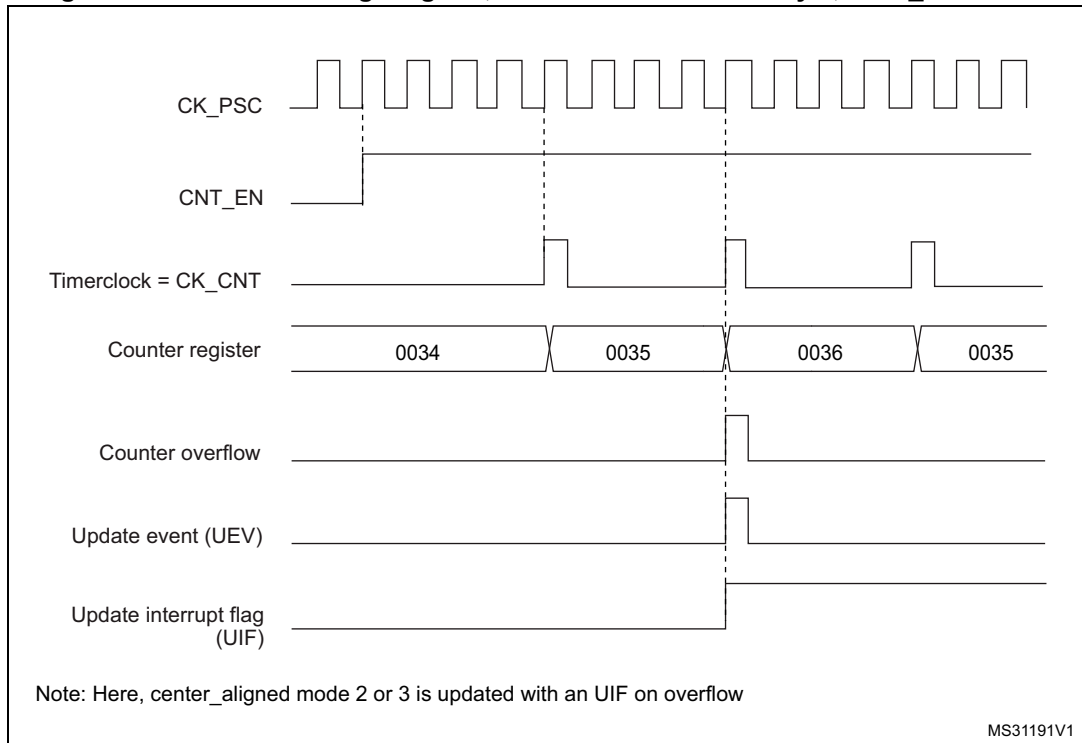 CK_PSC
CNT_EN
Timerclock = CK_CNT
Counter register
0034
0035
0036
0035
Counter overflow
Update event (UEV)
Update interrupt flag
(UIF)
Note: Here, center_aligned mode 2 or 3 is updated with an UIF on overflow
MS31191V1